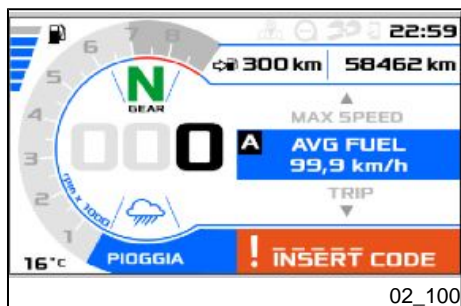 22:59
300 km 58462 km
8
7
6
5
4
3
2
1
rpm x 1000
N
GEAR
000
MAX SPEED
A AVG FUEL
99,9 km/h
TRIP
16°C PIOGGIA ! INSERT CODE
02_100